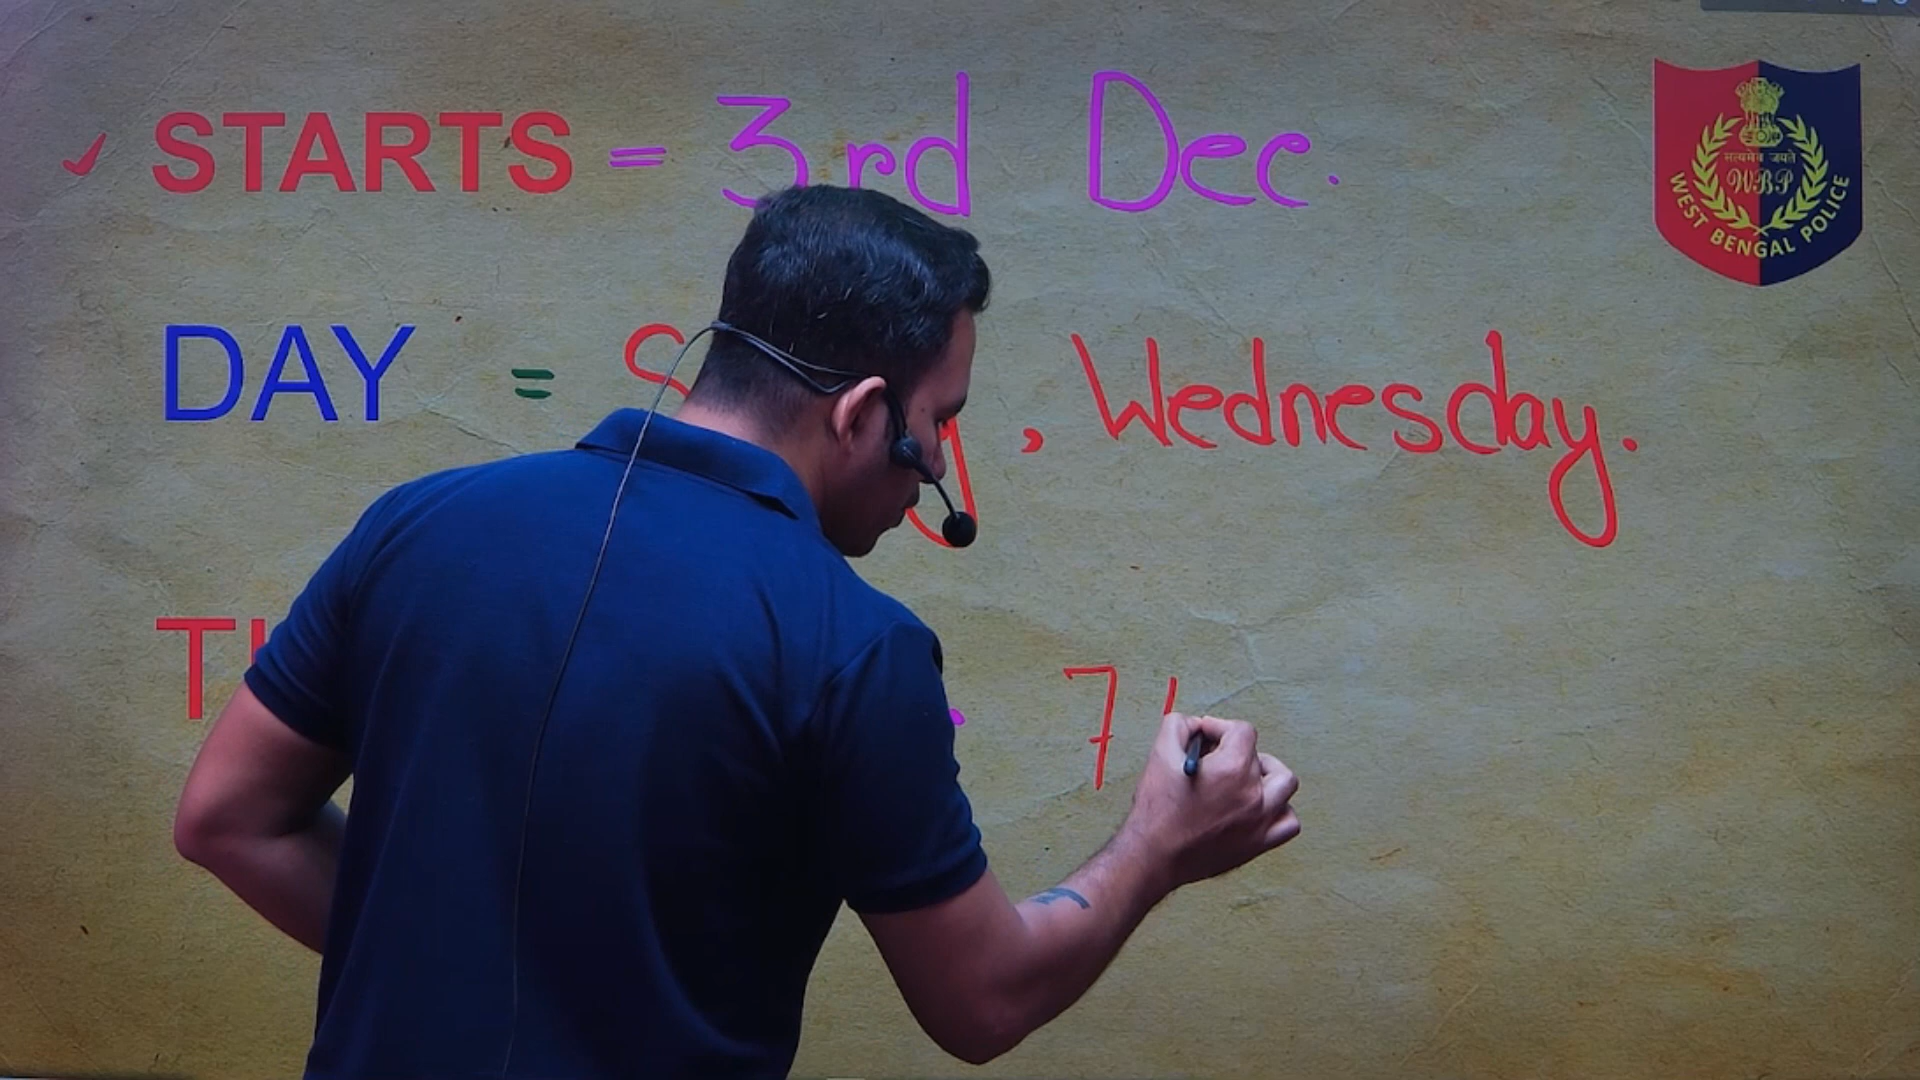 STARTS = 3rd Dec.
सत्यमेव जयते
WBP
WEST BENGAL POLICE
DAY = , Wednesday.
7